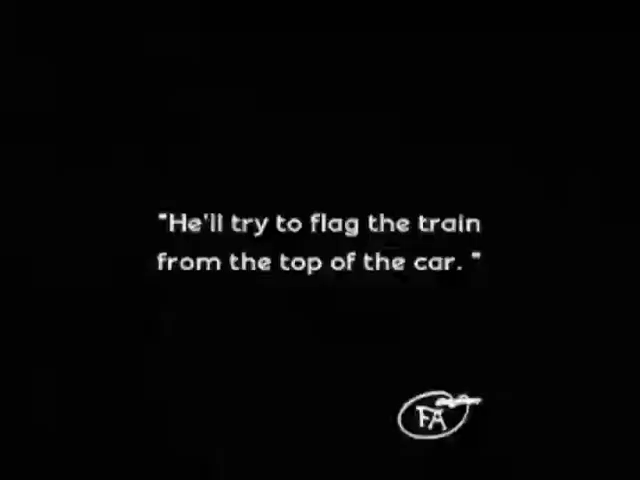 "He'll try to flag the train
from the top of the car. "
FA